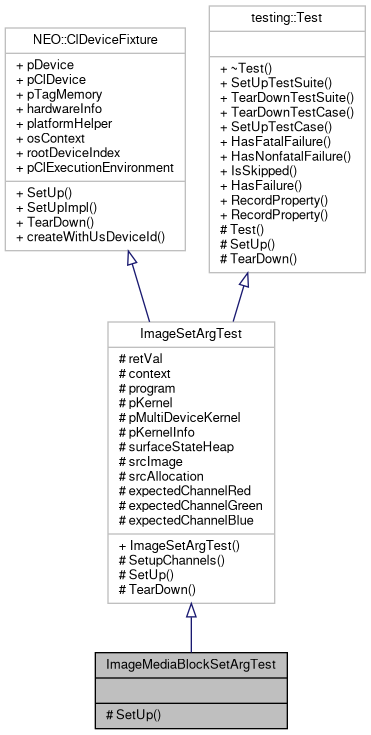 NEO::ClDeviceFixture
+ pDevice
+ pClDevice
+ pTagMemory
+ hardwareInfo
+ platformHelper
+ osContext
+ rootDeviceIndex
+ pClExecutionEnvironment
+ SetUp()
+ SetUpImpl()
+ TearDown()
+ createWithUsDeviceId()
testing::Test
+ ~Test()
+ SetUpTestSuite()
+ TearDownTestSuite()
+ TearDownTestCase()
+ SetUpTestCase()
+ HasFatalFailure()
+ HasNonfatalFailure()
+ IsSkipped()
+ HasFailure()
+ RecordProperty()
+ RecordProperty()
# Test()
# SetUp()
# TearDown()
ImageSetArgTest
# retVal
# context
# program
# pKernel
# pMultiDeviceKernel
# pKernelInfo
# surfaceStateHeap
# srcImage
# srcAllocation
# expectedChannelRed
# expectedChannelGreen
# expectedChannelBlue
+ ImageSetArgTest()
# SetupChannels()
# SetUp()
# TearDown()
ImageMediaBlockSetArgTest
# SetUp()